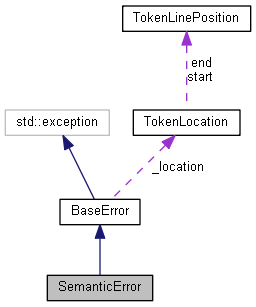 TokenLinePosition
end
start
std::exception
TokenLocation
_location
BaseError
SemanticError